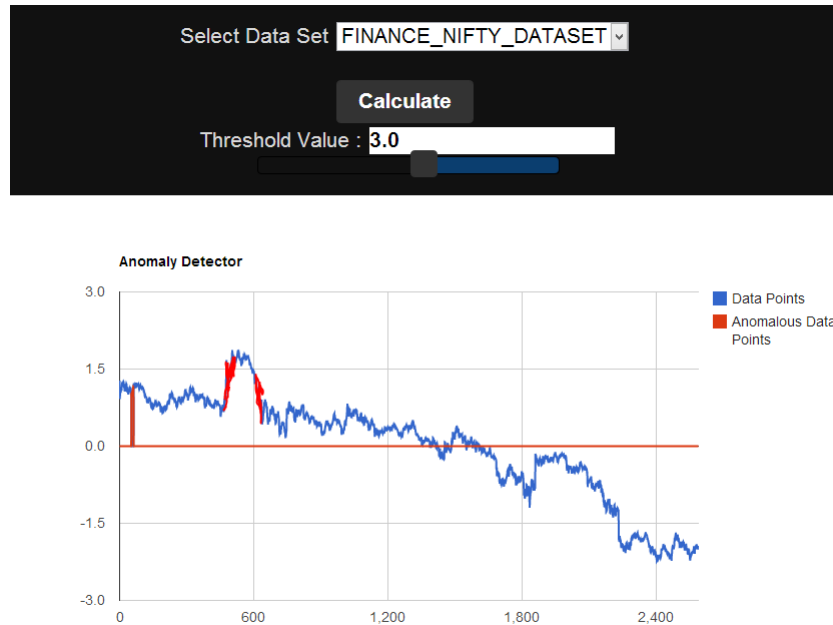 Select Data Set FINANCE_NIFTY_DATASET
Calculate
Threshold Value : 3.0
Anomaly Detector
3.0
1.5
0.0
-1.5
-3.0
0 600 1,200 1,800 2,400
Data Points
Anomalous Data
Points